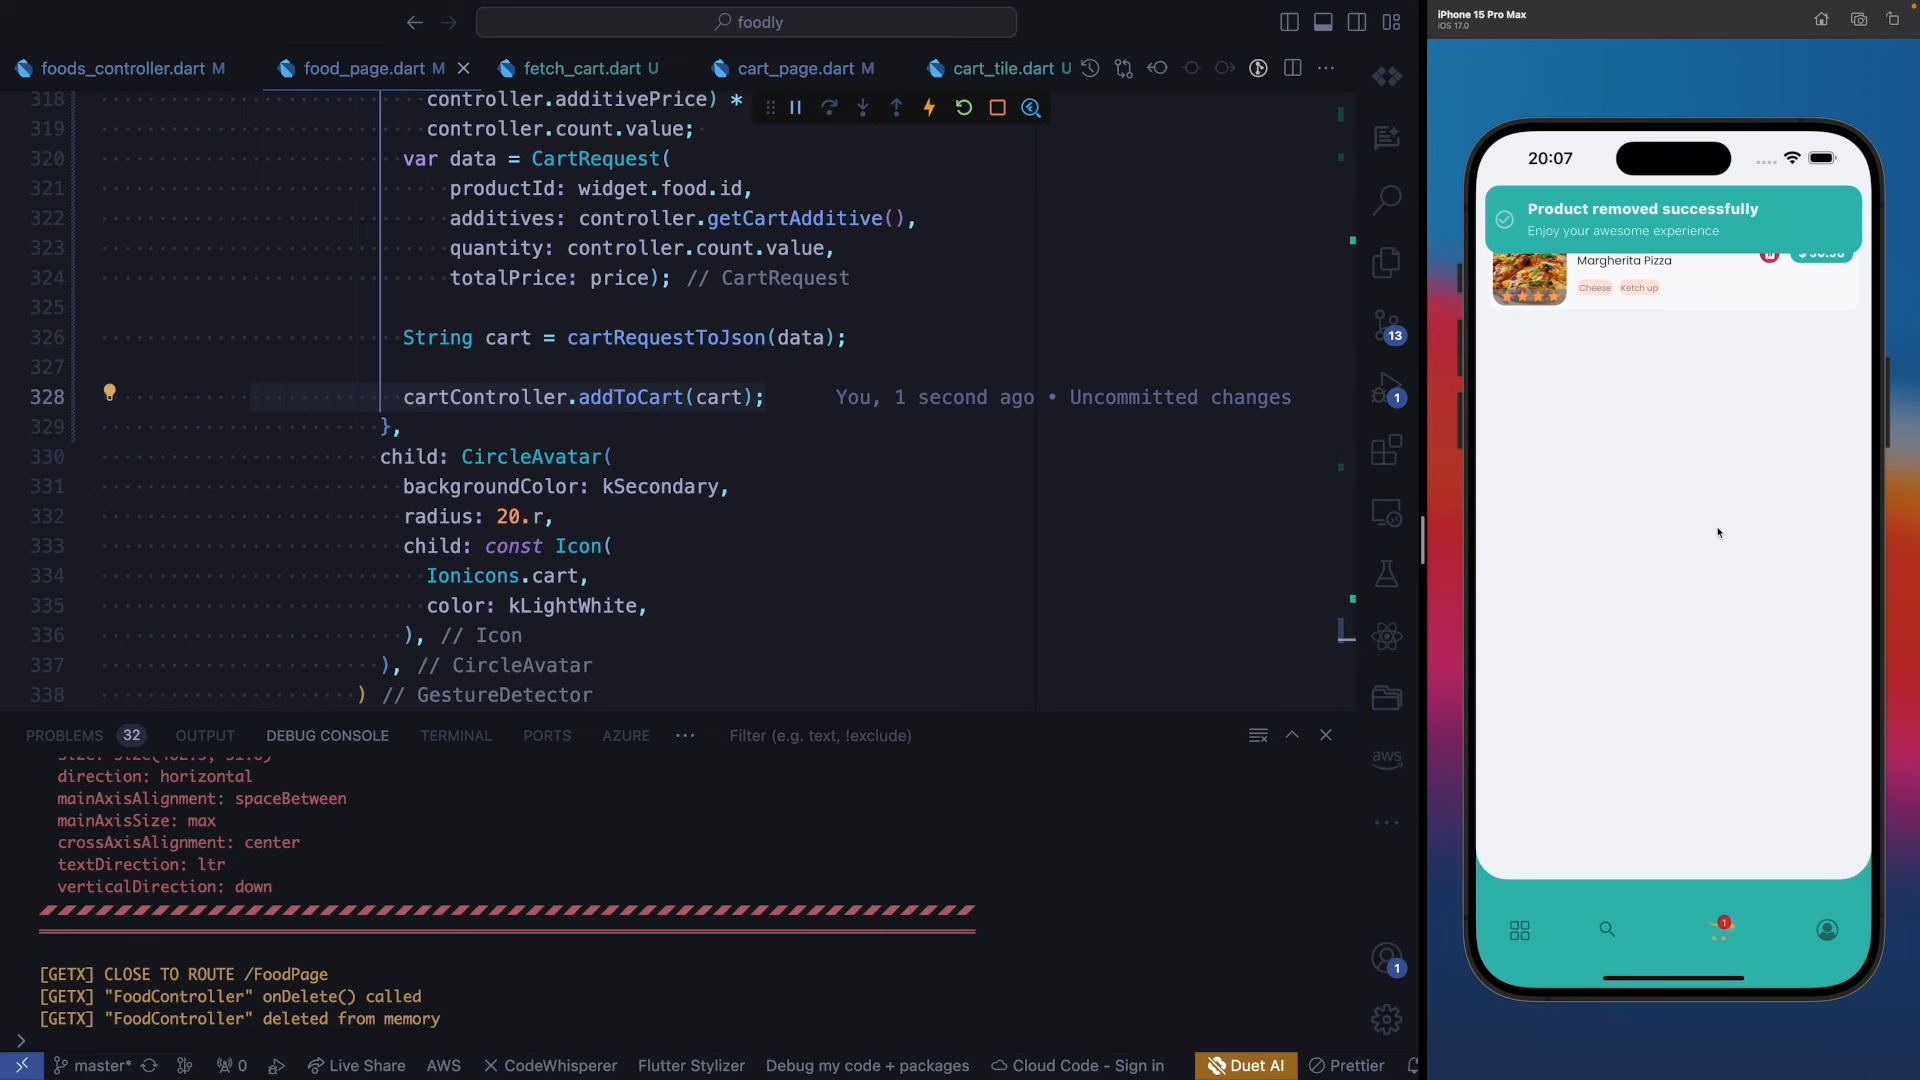 foodly
iPhone 15 Pro Max
iOS 17.0
foods_controller.dart M
food_page.dart M
fetch_cart.dart U
cart_page.dart M
cart_tile.dart U
318 controller.additivePrice) *
319 controller.count.value;
320 var data = CartRequest(
321 productId: widget.food.id,
322 additives: controller.getCartAdditive(),
323 quantity: controller.count.value,
324 totalPrice: price); // CartRequest
325
326 String cart = cartRequestToJson(data);
327
328 cartController.addToCart(cart); You, 1 second ago • Uncommitted changes
329 },
330 child: CircleAvatar(
331 backgroundColor: kSecondary,
332 radius: 20.r,
333 child: const Icon(
334 Ionicons.cart,
335 color: kLightWhite,
336 ), // Icon
337 ), // CircleAvatar
338 ) // GestureDetector
PROBLEMS 32 OUTPUT DEBUG CONSOLE TERMINAL PORTS AZURE Filter (e.g. text, !exclude)
direction: horizontal
mainAxisAlignment: spaceBetween
mainAxisSize: max
crossAxisAlignment: center
textDirection: ltr
verticalDirection: down
[GETX] CLOSE TO ROUTE /FoodPage
[GETX] "FoodController" onDelete() called
[GETX] "FoodController" deleted from memory
13
1
aws
1
master* 0 Live Share AWS CodeWhisperer Flutter Stylizer Debug my code + packages Cloud Code - Sign in Duet AI Prettier
20:07
Product removed successfully
Enjoy your awesome experience
Margherita Pizza
Cheese Ketch up
1